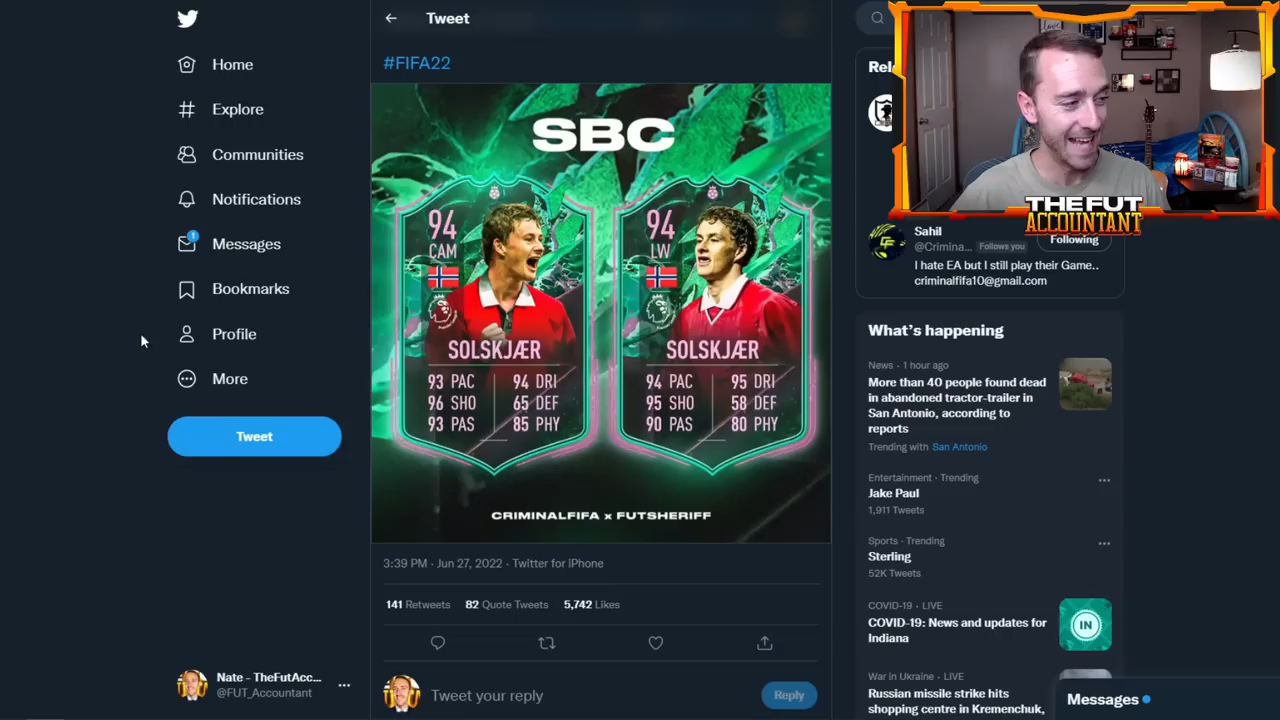 Home
Explore
Communities
Notifications
1
Messages
Bookmarks
Profile
More
Tweet
Nate - TheFutAcc...
@FUT_Accountant
Tweet
#FIFA22
SBC
94
CAM
SOLSKJÆR
93 PAC
96 SHO
93 PAS
94 DRI
65 DEF
85 PHY
94
LW
SOLSKJÆR
94 PAC
95 SHO
90 PAS
95 DRI
58 DEF
80 PHY
CRIMINALFIFA x FUTSHERIFF
3:39 PM · Jun 27, 2022 · Twitter for iPhone
141 Retweets 82 Quote Tweets 5,742 Likes
Tweet your reply
Reply
THE FUT
ACCOUNTANT
Sahil
@Crimina... Follows you
Following
I hate EA but I still play their Game..
criminalfifa10@gmail.com
What's happening
News · 1 hour ago
More than 40 people found dead
in abandoned tractor-trailer in
San Antonio, according to
reports
Trending with San Antonio
Entertainment · Trending
Jake Paul
1,911 Tweets
Sports · Trending
Sterling
52K Tweets
COVID-19 · LIVE
COVID-19: News and updates for
Indiana
IN
War in Ukraine · LIVE
Russian missile strike hits
shopping centre in Kremenchuk,
Messages